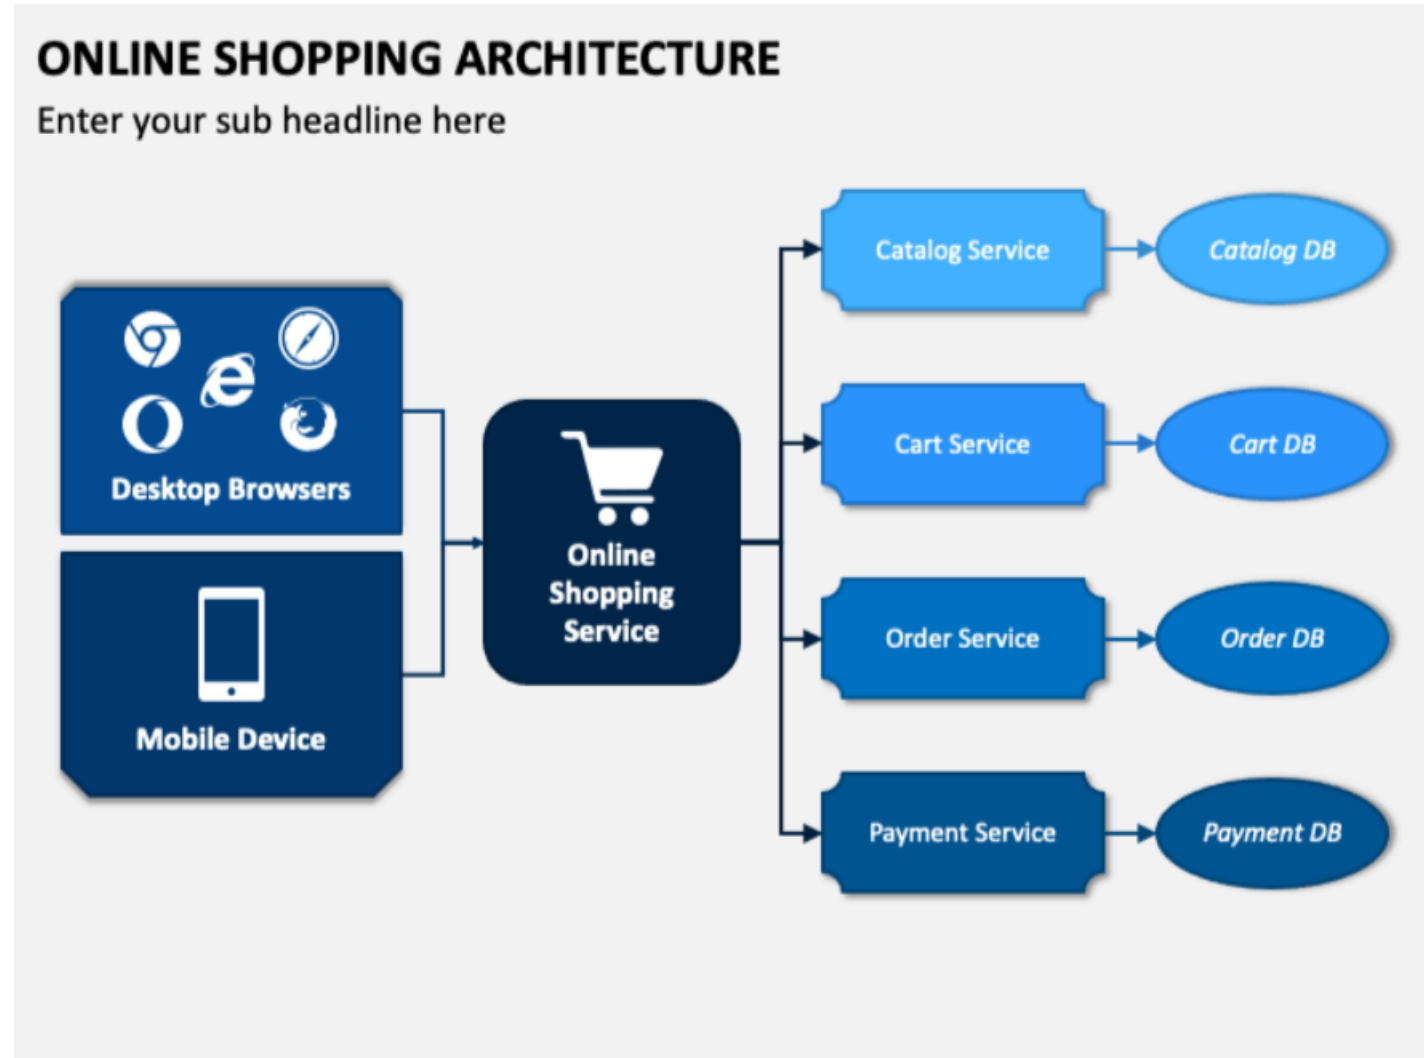 ONLINE SHOPPING ARCHITECTURE
Enter your sub headline here
Desktop Browsers
Mobile Device
Online
Shopping
Service
Catalog Service
Catalog DB
Cart Service
Cart DB
Order Service
Order DB
Payment Service
Payment DB